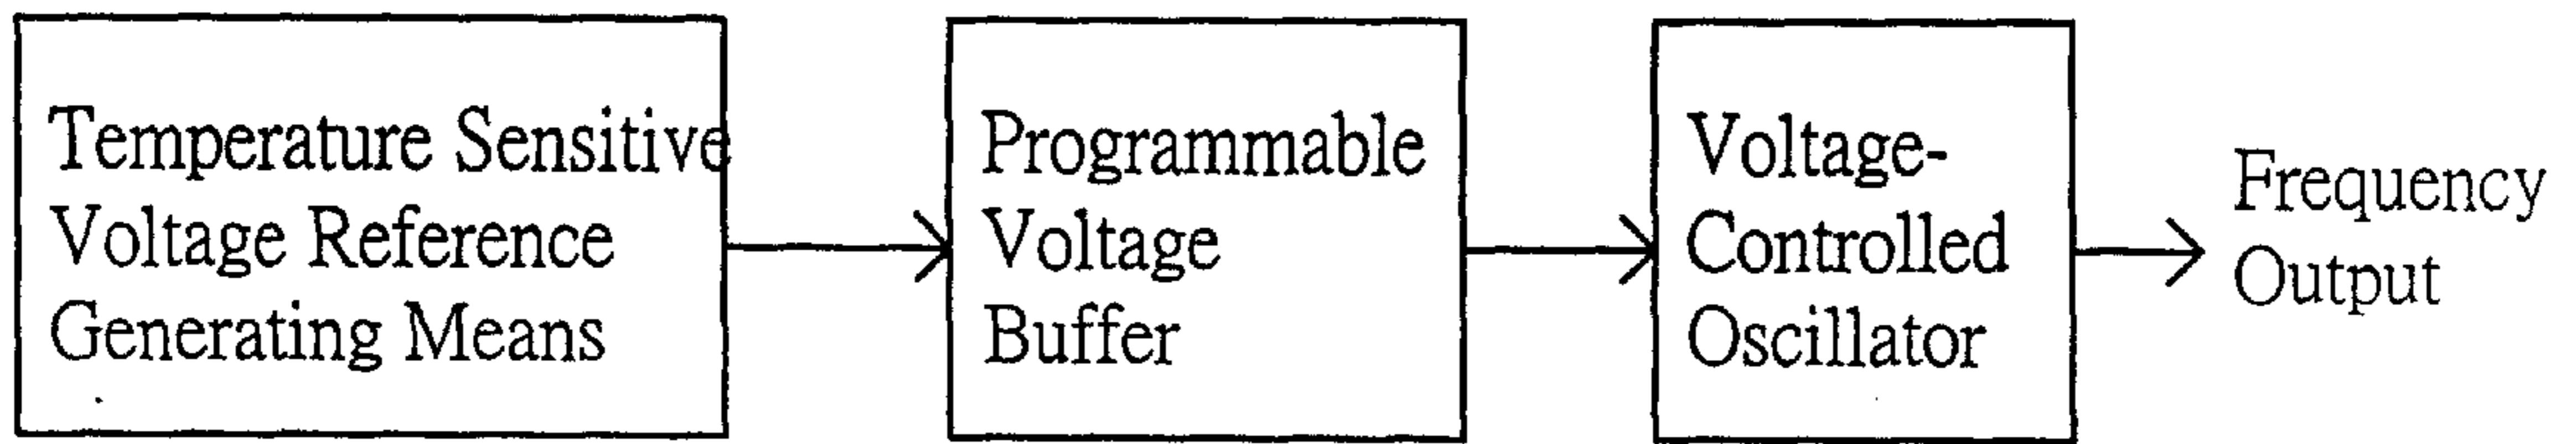 Temperature Sensitive
Voltage Reference
Generating Means
Programmable
Voltage
Buffer
Voltage-
Controlled
Oscillator
Frequency
Output